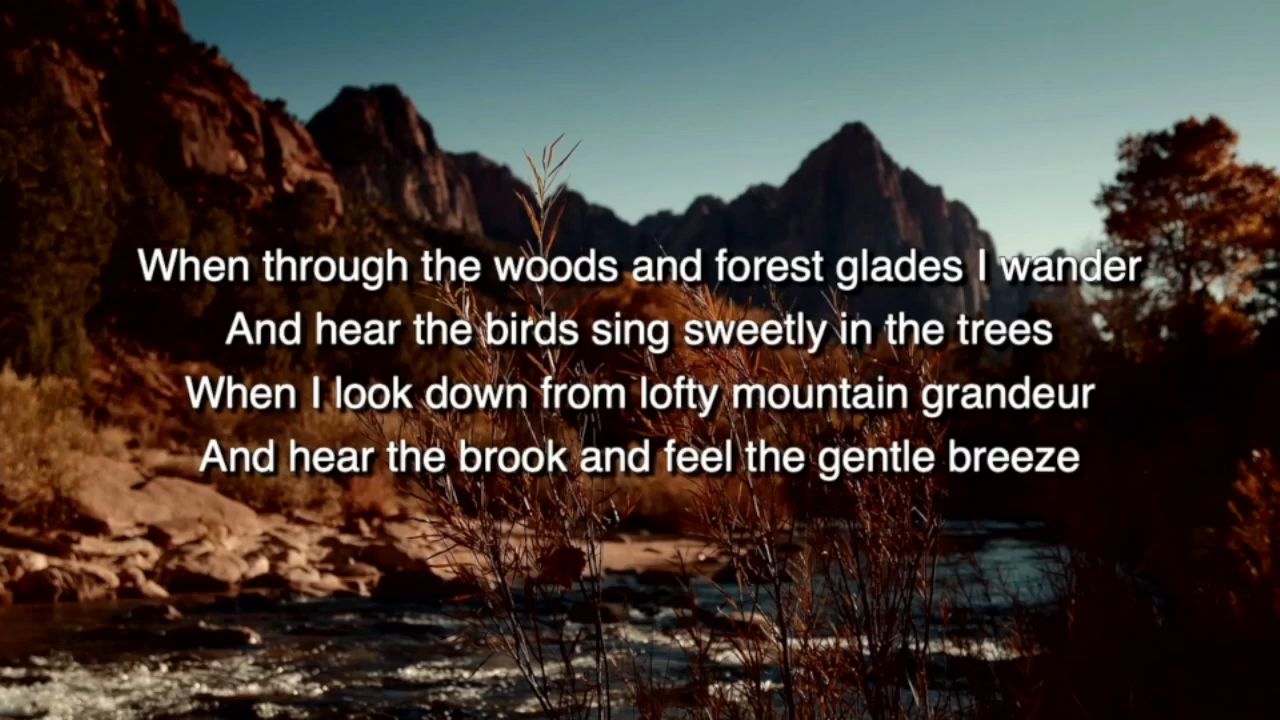 When through the woods and forest glades I wander
And hear the birds sing sweetly in the trees
When I look down from lofty mountain grandeur
And hear the brook and feel the gentle breeze